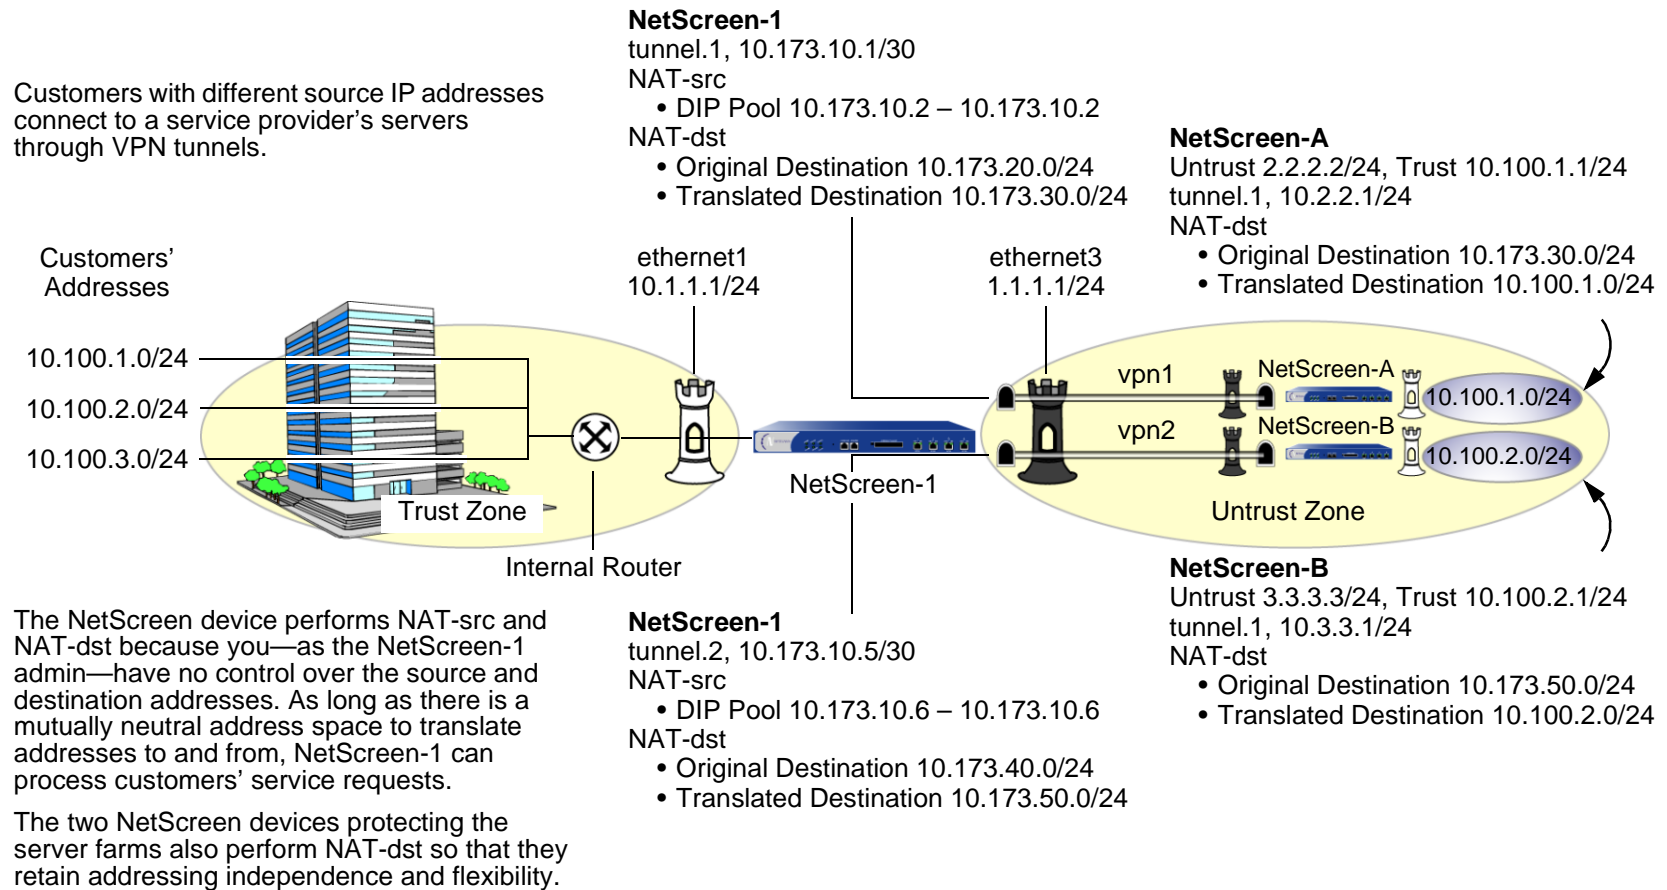 NetScreen-1
tunnel.1, 10.173.10.1/30
NAT-src
• DIP Pool 10.173.10.2 – 10.173.10.2
NAT-dst
• Original Destination 10.173.20.0/24
• Translated Destination 10.173.30.0/24
Customers with different source IP addresses
connect to a service provider’s servers
through VPN tunnels.
NetScreen-A
Untrust 2.2.2.2/24, Trust 10.100.1.1/24
tunnel.1, 10.2.2.1/24
NAT-dst
• Original Destination 10.173.30.0/24
• Translated Destination 10.100.1.0/24
Customers’
Addresses
ethernet1
10.1.1.1/24
ethernet3
1.1.1.1/24
10.100.1.0/24
10.100.2.0/24
10.100.3.0/24
vpn1
NetScreen-A
10.100.1.0/24
vpn2
NetScreen-B
10.100.2.0/24
NetScreen-1
Trust Zone
Untrust Zone
Internal Router
NetScreen-B
Untrust 3.3.3.3/24, Trust 10.100.2.1/24
tunnel.1, 10.3.3.1/24
NAT-dst
• Original Destination 10.173.50.0/24
• Translated Destination 10.100.2.0/24
NetScreen-1
tunnel.2, 10.173.10.5/30
NAT-src
• DIP Pool 10.173.10.6 – 10.173.10.6
NAT-dst
• Original Destination 10.173.40.0/24
• Translated Destination 10.173.50.0/24
The NetScreen device performs NAT-src and
NAT-dst because you—as the NetScreen-1
admin—have no control over the source and
destination addresses. As long as there is a
mutually neutral address space to translate
addresses to and from, NetScreen-1 can
process customers’ service requests.
The two NetScreen devices protecting the
server farms also perform NAT-dst so that they
retain addressing independence and flexibility.